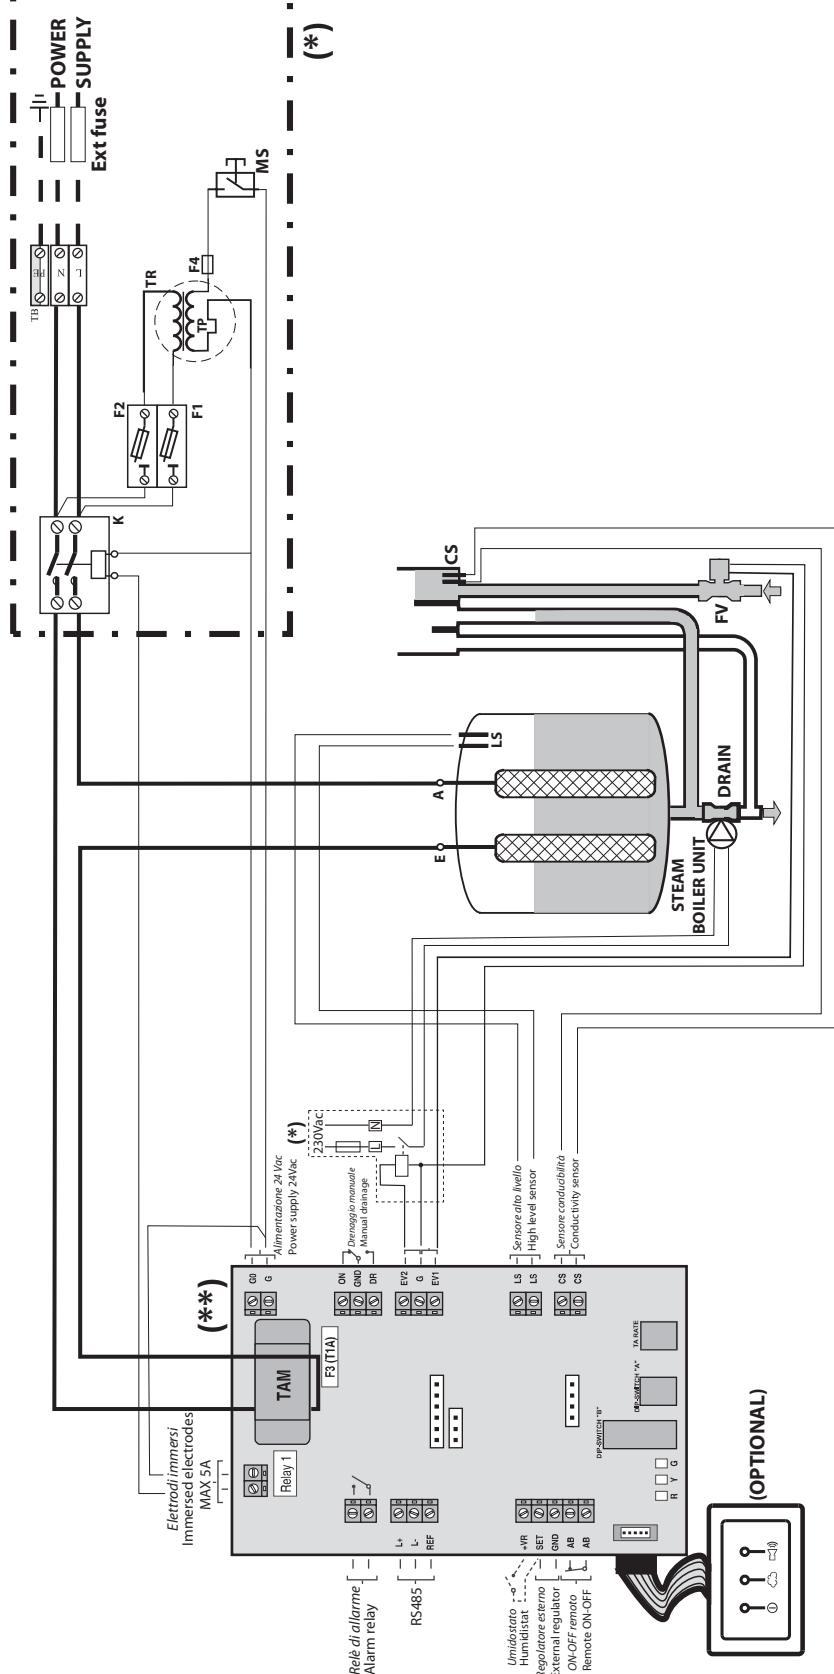 POWER
SUPPLY
Ext fuse
(*)
PE
N
L
TB
MS
F4
TR
TP
F2
F1
K
CS
FV
LS
A
E
DRAIN
STEAM
BOILER UNIT
(*)
230Vac
L
N
Alimentazione 24 Vac
Power supply 24Vac
Drenaggio manuale
Manual drainage
Sensore alto livello
High level sensor
Sensore conducibilità
Conductivity sensor
(**)
G0
G
ON
GND
DR
EV2
G
EV1
LS
LS
CS
CS
TAM
F3 (T1A)
TA RATE
DIP-SWITCH "A"
DIP-SWITCH "B"
Elettrodi immersi
Immersed electrodes
MAX 5A
Relay 1
R
Y
G
L+
L-
REF
+VR
SET
GND
AB
AB
Relè di allarme
Alarm relay
RS485
Umidostato
Humidistat
Regolatore esterno
External regulator
ON-OFF remoto
Remote ON-OFF
(OPTIONAL)